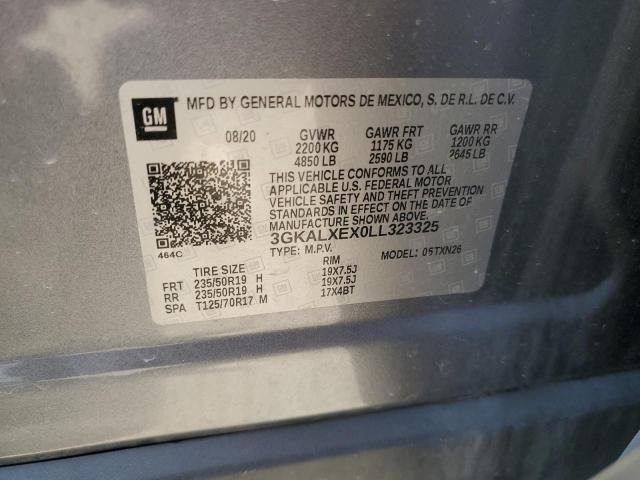 GM
MFD BY GENERAL MOTORS DE MEXICO, S. DE R.L. DE C.V.
08/20 GVWR GAWR FRT GAWR RR
2200 KG 1175 KG 1200 KG
4850 LB 2590 LB 2645 LB
THIS VEHICLE CONFORMS TO ALL
APPLICABLE U.S. FEDERAL MOTOR
VEHICLE SAFETY AND THEFT PREVENTION
STANDARDS IN EFFECT ON THE DATE OF
MANUFACTURE SHOWN ABOVE.
3GKALXEX0LL323325
464C TYPE: M.P.V. MODEL: 05TXN26
TIRE SIZE RIM
FRT 235/50R19 H 19X7.5J
RR 235/50R19 H 19X7.5J
SPA T125/70R17 M 17X4BT